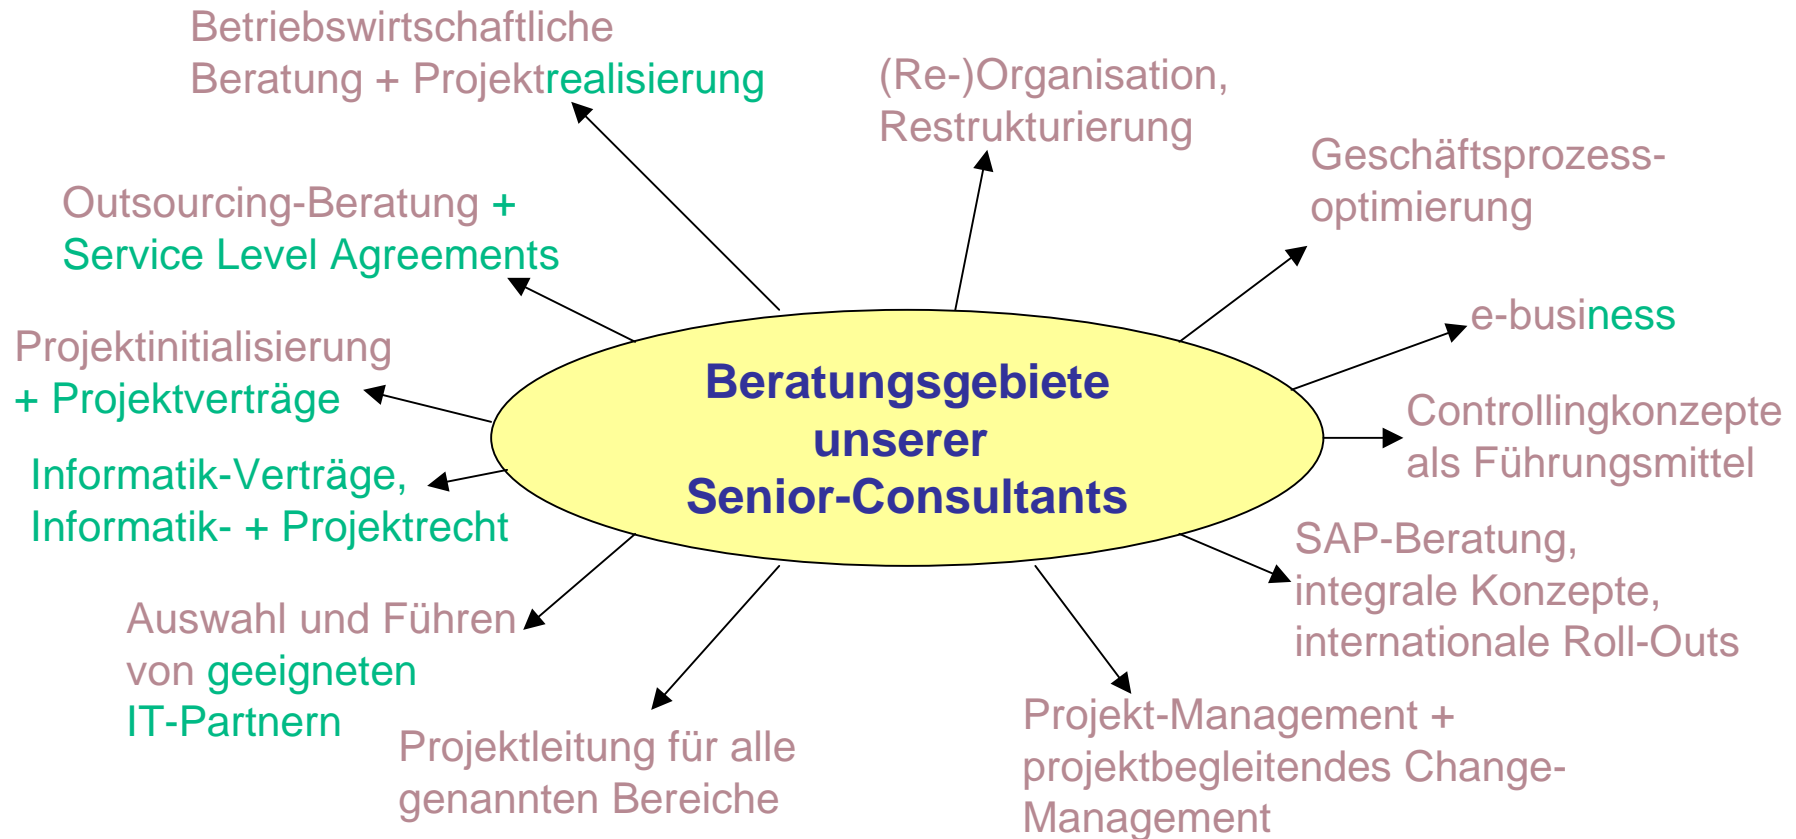 Betriebswirtschaftliche
Beratung + Projektrealisierung
(Re-)Organisation,
Restrukturierung
Geschäftsprozess-
optimierung
Outsourcing-Beratung +
Service Level Agreements
e-business
Projektinitialisierung
+ Projektverträge
Beratungsgebiete
unserer
Senior-Consultants
Controllingkonzepte
als Führungsmittel
Informatik-Verträge,
Informatik- + Projektrecht
SAP-Beratung,
integrale Konzepte,
internationale Roll-Outs
Auswahl und Führen
von geeigneten
IT-Partnern
Projektleitung für alle
genannten Bereiche
Projekt-Management +
projektbegleitendes Change-
Management